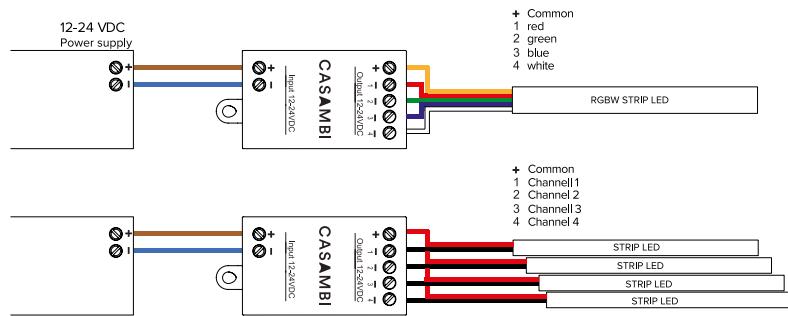 12-24 VDC
Power supply
+
-
+
-
Input 12-24VDC
CASAMBI
Output 12-24VDC
+
1 -
2 -
3 -
4 -
+ Common
1 red
2 green
3 blue
4 white
RGBW STRIP LED
+
-
+
-
Input 12-24VDC
CASAMBI
Output 12-24VDC
+
1 -
2 -
3 -
4 -
+ Common
1 Channell 1
2 Channel 2
3 Channell 3
4 Channel 4
STRIP LED
STRIP LED
STRIP LED
STRIP LED